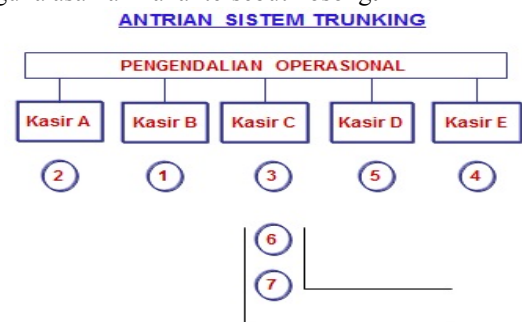 ANTRIAN SISTEM TRUNKING
PENGENDALIAN OPERASIONAL
Kasir A Kasir B Kasir C Kasir D Kasir E
2 1 3 5 4
6
7